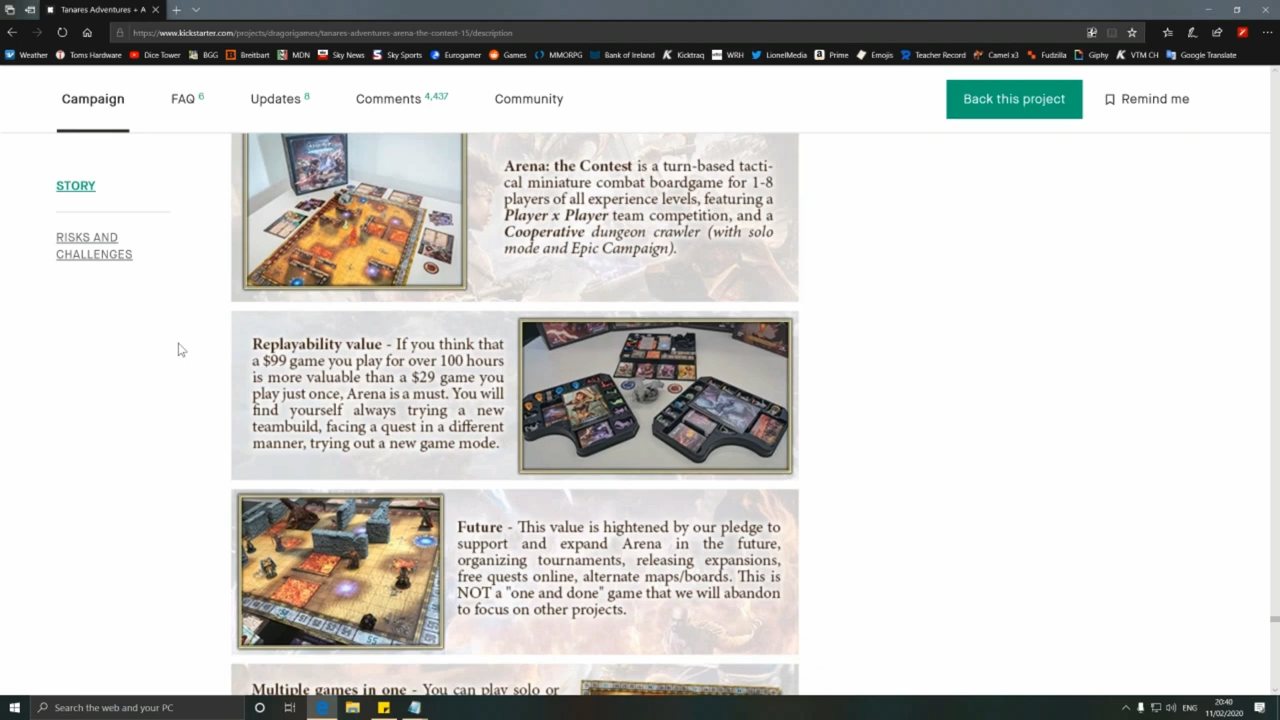 Tanares Adventures + A
https://www.kickstarter.com/projects/dragorigames/tanares-adventures-arena-the-contest-15/description
Weather Toms Hardware Dice Tower BGG Breitbart MDN Sky News Sky Sports Eurogamer Games MMORPG Bank of Ireland Kicktraq WRH LionelMedia Prime Emojis Teacher Record Camel x3 Fudzilla Giphy VTM CH Google Translate
Campaign FAQ 6 Updates 8 Comments 4,437 Community Back this project Remind me
STORY
RISKS AND
CHALLENGES
Arena: the Contest is a turn-based tacti-
cal miniature combat boardgame for 1-8
players of all experience levels, featuring a
Player x Player team competition, and a
Cooperative dungeon crawler (with solo
mode and Epic Campaign).
Replayability value - If you think that
a $99 game you play for over 100 hours
is more valuable than a $29 game you
play just once, Arena is a must. You will
find yourself always trying a new
teambuild, facing a quest in a different
manner, trying out a new game mode.
Future - This value is hightened by our pledge to
support and expand Arena in the future,
organizing tournaments, releasing expansions,
free quests online, alternate maps/boards. This is
NOT a "one and done" game that we will abandon
to focus on other projects.
Multiple games in one - You can play solo or
Search the web and your PC
ENG
20:40
11/02/2020